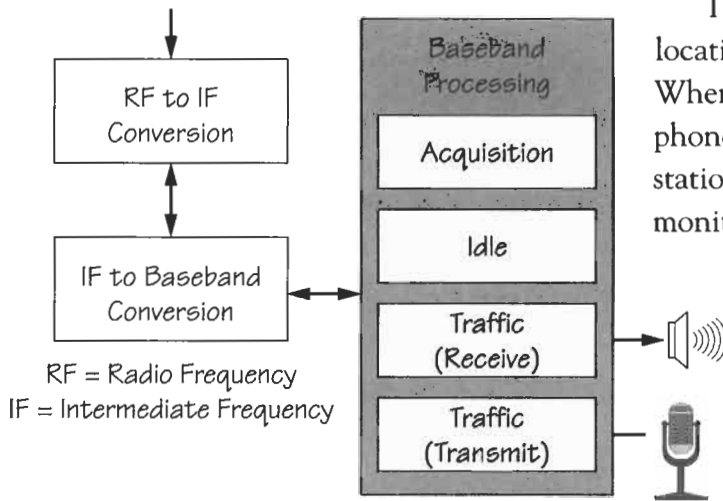 RF to IF
Conversion
IF to Baseband
Conversion
RF = Radio Frequency
IF = Intermediate Frequency
Baseband
Processing
Acquisition
Idle
Traffic
(Receive)
Traffic
(Transmit)
locati
When
phone
statio
monit